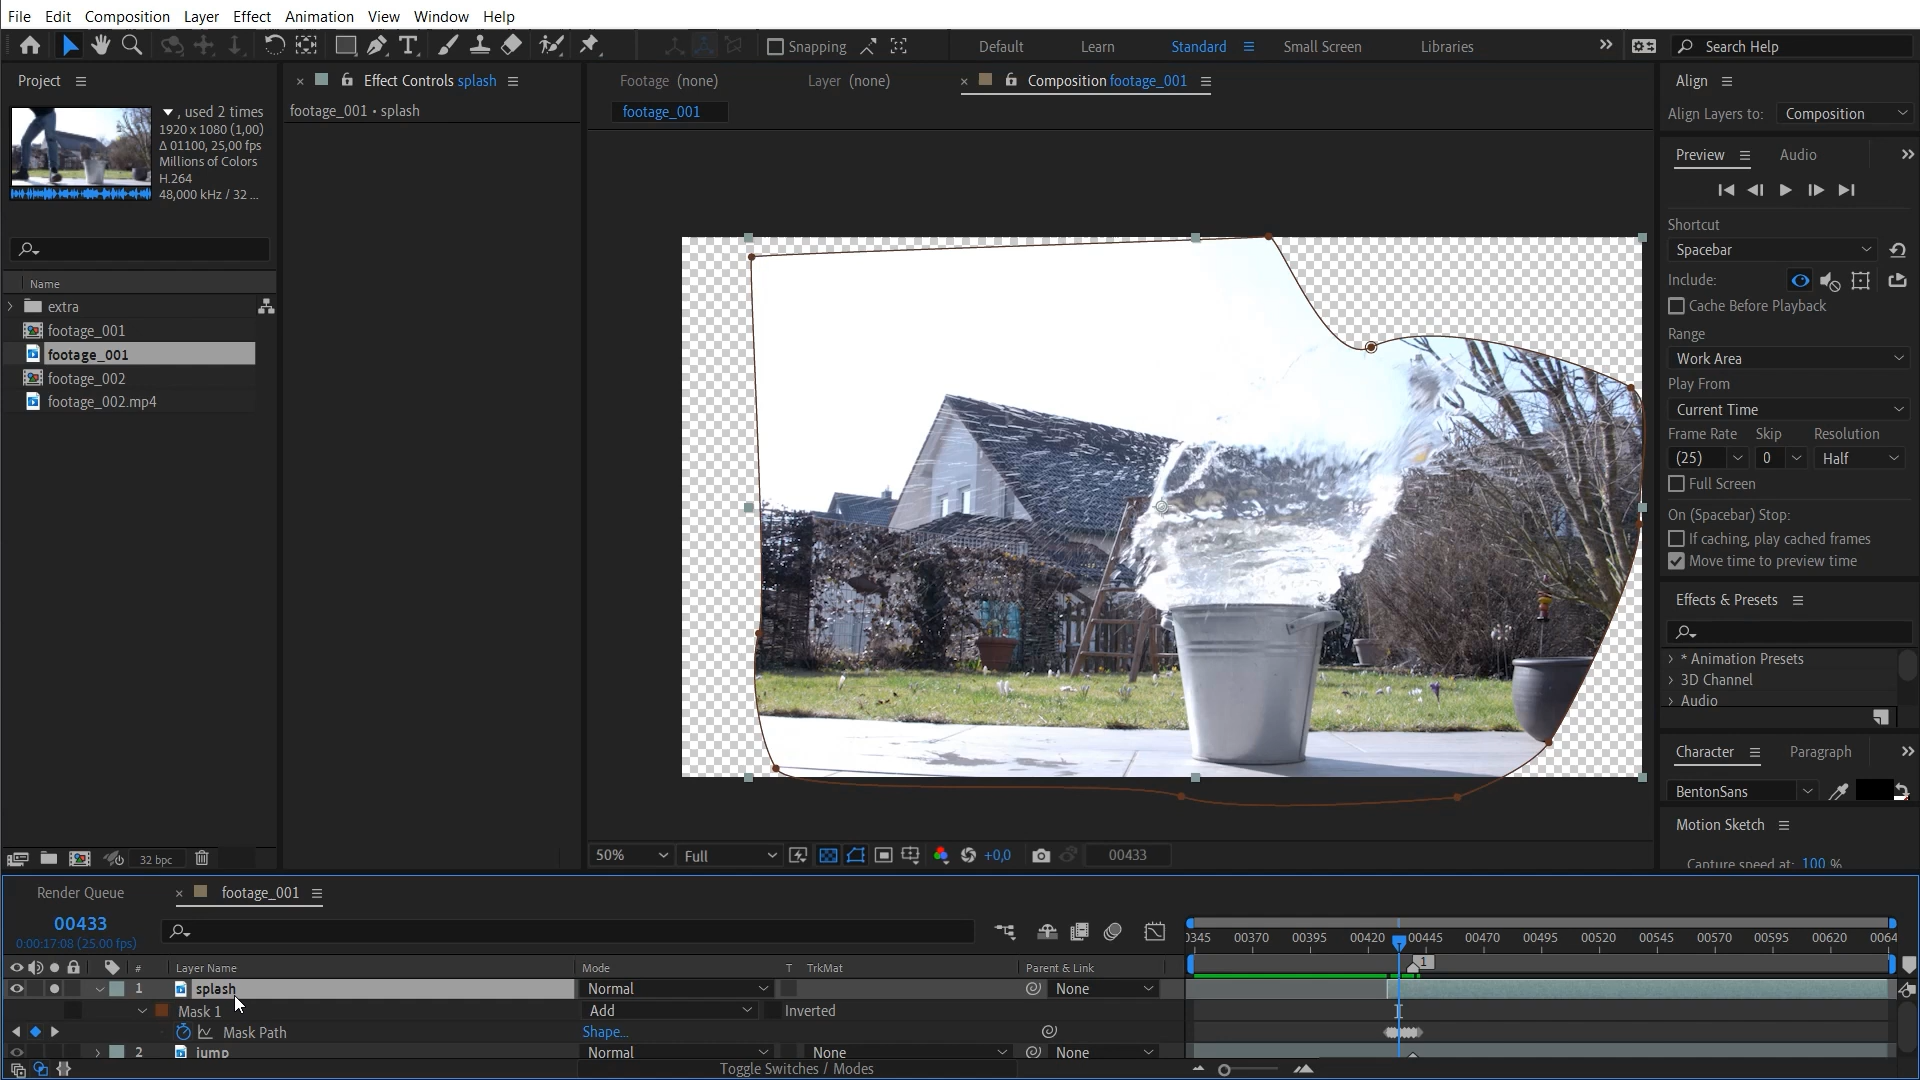 File Edit Composition Layer Effect Animation View Window Help
Snapping Default Learn Standard Small Screen Libraries Search Help
Project
, used 2 times
1920 x 1080 (1,00)
Δ 01100, 25,00 fps
Millions of Colors
H.264
48,000 kHz / 32 ...
Name
extra
footage_001
footage_001
footage_002
footage_002.mp4
32 bpc
Effect Controls splash
footage_001 • splash
Footage (none) Layer (none) Composition footage_001
footage_001
50% Full +0,0 00433
Align
Align Layers to: Composition
Preview Audio
Shortcut
Spacebar
Include:
Cache Before Playback
Range
Work Area
Play From
Current Time
Frame Rate Skip Resolution
(25) 0 Half
Full Screen
On (Spacebar) Stop:
If caching, play cached frames
Move time to preview time
Effects & Presets
* Animation Presets
3D Channel
Audio
Character Paragraph
BentonSans
Motion Sketch
Capture speed at: 100 %
Render Queue footage_001
00433
0:00:17:08 (25.00 fps)
00370 00395 00420 00445 00470 00495 00520 00545 00570 00595 00620
# Layer Name Mode T TrkMat Parent & Link
1
1 splash Normal None
Mask 1 Add Inverted
Mask Path Shape...
2 jump Normal None None
Toggle Switches / Modes